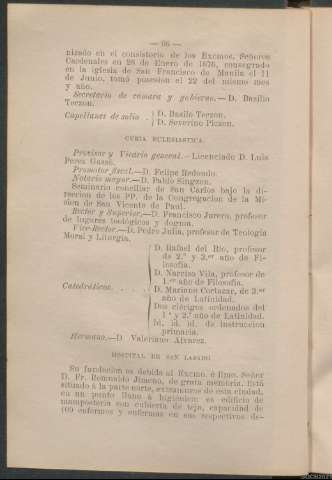 — 96 —
nizado en el consistorio de los Excmos. Señores
Cardenales en 28 de Enero de 1876, consagrado
en la iglesia de San Francisco de Manila el 11
de Junio, tomó posesion el 22 del mismo mes
y año.
Secretario de cámara y gobierno.—D. Basilio
Teczon.
Capellanes de solio . { D. Basilo Teczon.
{ D. Severino Piczon.
CURIA ECLESIÁSTICA.
Provisor y Vicario general.—Licenciado D. Luis
Perez Gassó.
Promotor fiscal.—D. Felipe Redondo.
Notario mayor.—D. Pablo Singzon.
Seminario conciliar de San Carlos bajo la di-
reccion de los PP. de la Congregacion de la Mi-
sion de San Vicente de Paul.
Rector y Superior.—D. Francisco Jarero, profesor
de lugares teológicos y dogma.
Vice-Rector.—D. Pedro Julia, profesor de Teología
Moral y Liturgia.
D. Rafael del Rio, profesor
de 2.º y 3.er año de Fi-
losofía.
D. Narciso Vila, profesor de
1.er año de Filosofía.
Catedráticos. . . . D. Mariano Cortazar, de 3.er
año de Latinidad.
Dos clérigos ordenados del
1.º y 2.º año de Latinidad.
Id. id. id. de instruccion
primaria.
Hermano.—D Valeriano Alvarez.
HOSPITAL DE SAN LAZARO
Su fundacion es debida al Excmo. é Ilmo. Señor
D. Fr. Romualdo Jimeno, de grata memoria. Está
situado á la parte norte, extramuros de esta ciudad,
en un punto llano é higiénico: es edificio de
mampostería con cubierta de teja, capacidad de
100 enfermos y enfermas en sus respectivos de-